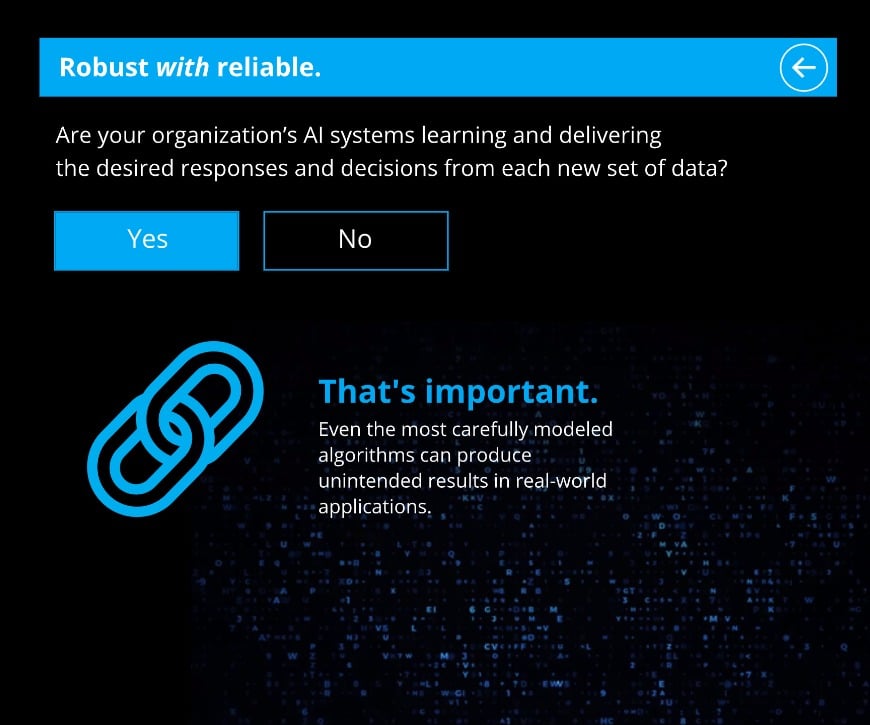 Robust with reliable.
Are your organization’s AI systems learning and delivering
the desired responses and decisions from each new set of data?
Yes
No
That's important.
Even the most carefully modeled
algorithms can produce
unintended results in real-world
applications.